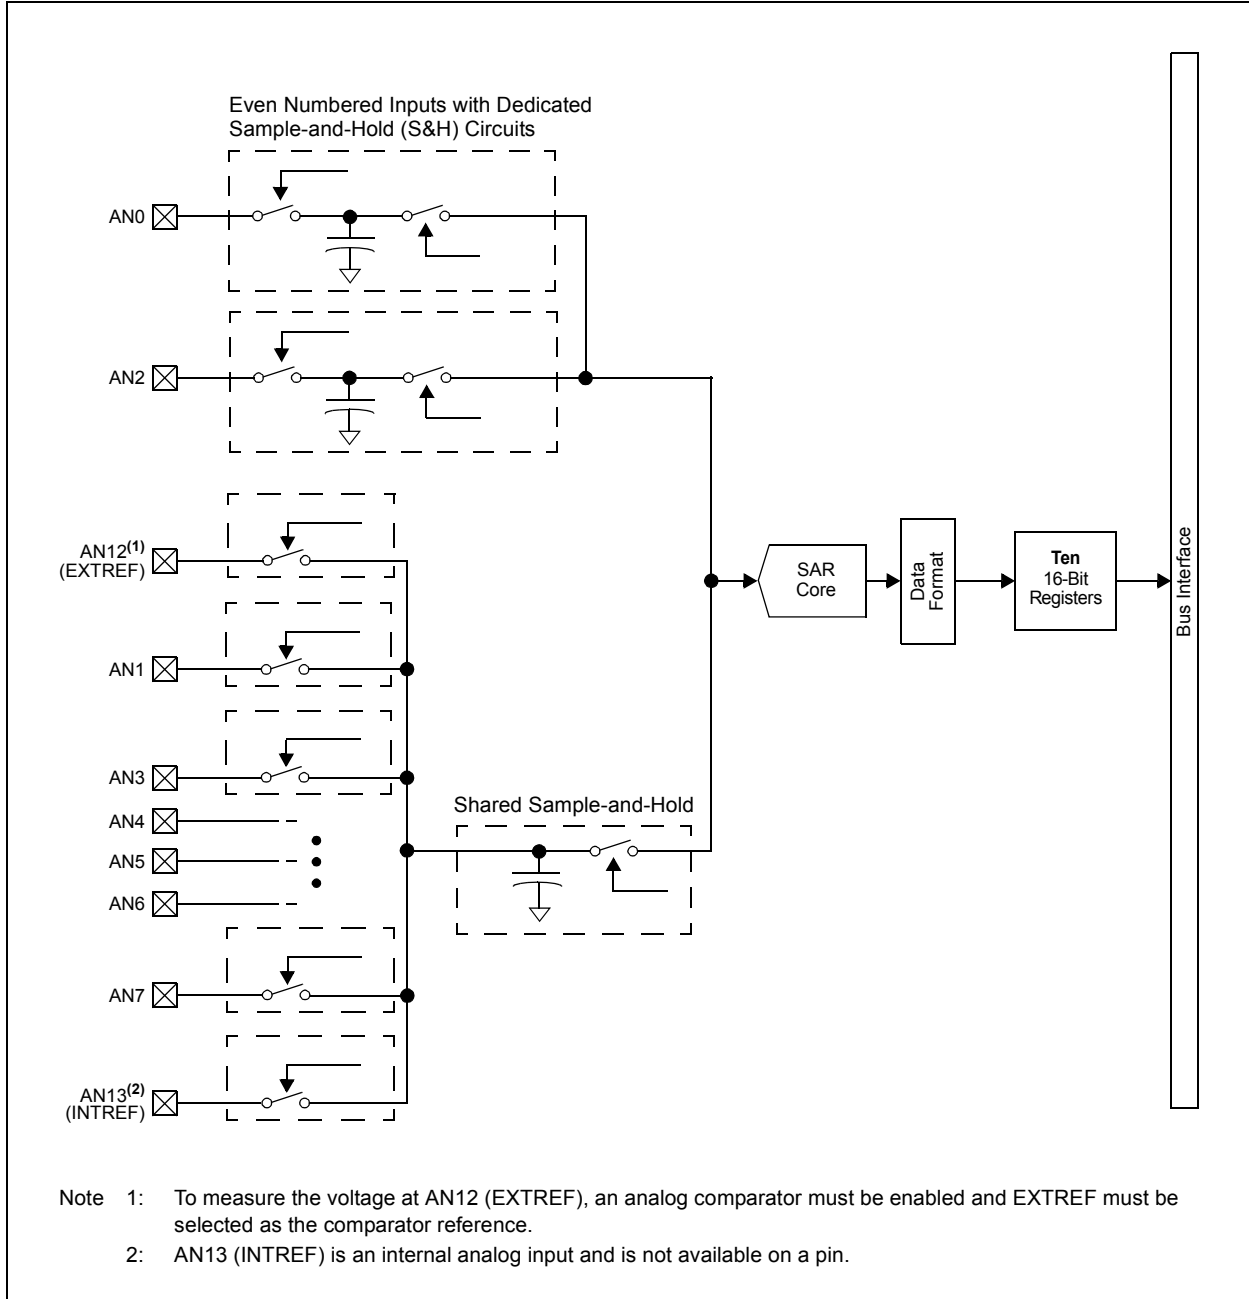 Even Numbered Inputs with Dedicated
Sample-and-Hold (S&H) Circuits
AN0
AN2
AN12(1)
(EXTREF)
AN1
AN3
AN4
AN5
AN6
AN7
AN13(2)
(INTREF)
Shared Sample-and-Hold
SAR
Core
Data
Format
Ten
16-Bit
Registers
Bus Interface
Note 1: To measure the voltage at AN12 (EXTREF), an analog comparator must be enabled and EXTREF must be
selected as the comparator reference.
2: AN13 (INTREF) is an internal analog input and is not available on a pin.